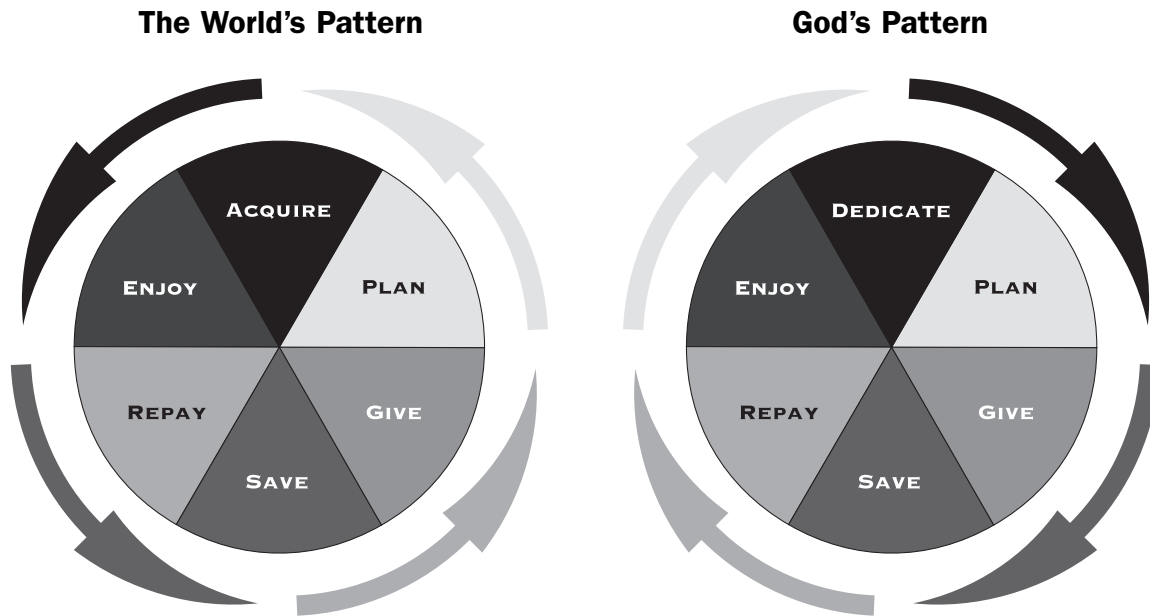 The World's Pattern
ACQUIRE
PLAN
GIVE
SAVE
REPAY
ENJOY
God's Pattern
DEDICATE
PLAN
GIVE
SAVE
REPAY
ENJOY